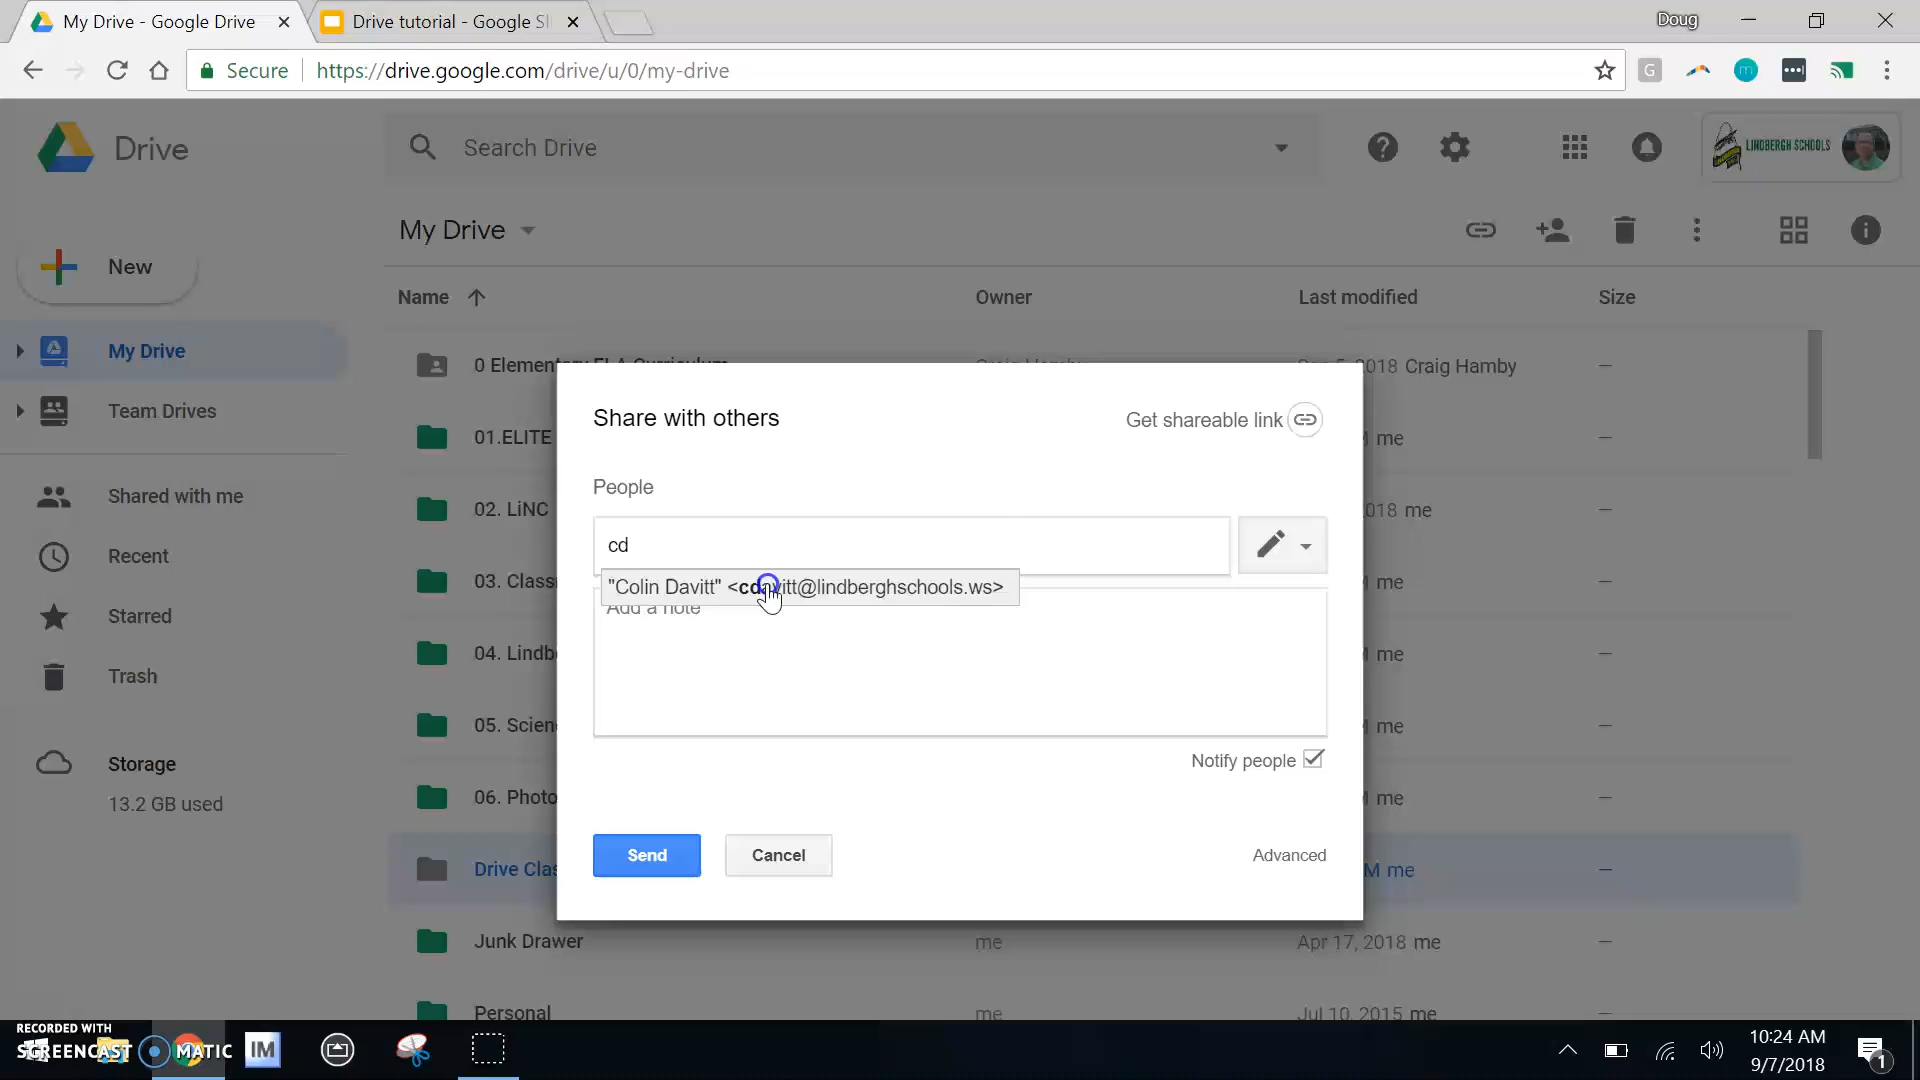 My Drive - Google Drive
Drive tutorial - Google Sl
Doug
Secure
https://drive.google.com/drive/u/0/my-drive
Drive
Search Drive
LINDBERGH SCHOOLS
My Drive
New
Name
Owner
Last modified
Size
My Drive
Team Drives
Shared with me
Recent
Starred
Trash
Storage
13.2 GB used
0 Elementary ELA Curriculum
Craig Hamby
2018 Craig Hamby
01.ELITE
me
02. LiNC
018 me
03. Classr
me
04. Lindb
me
05. Scien
me
06. Photo
me
Drive Clas
M me
Junk Drawer
me
Apr 17, 2018 me
Personal
me
Jul 10, 2015 me
Share with others
Get shareable link
People
cd
"Colin Davitt" <cdavitt@lindberghschools.ws>
Add a note
Notify people
Send
Cancel
Advanced
RECORDED WITH
SCREENCAST MATIC
IM
10:24 AM
9/7/2018
1